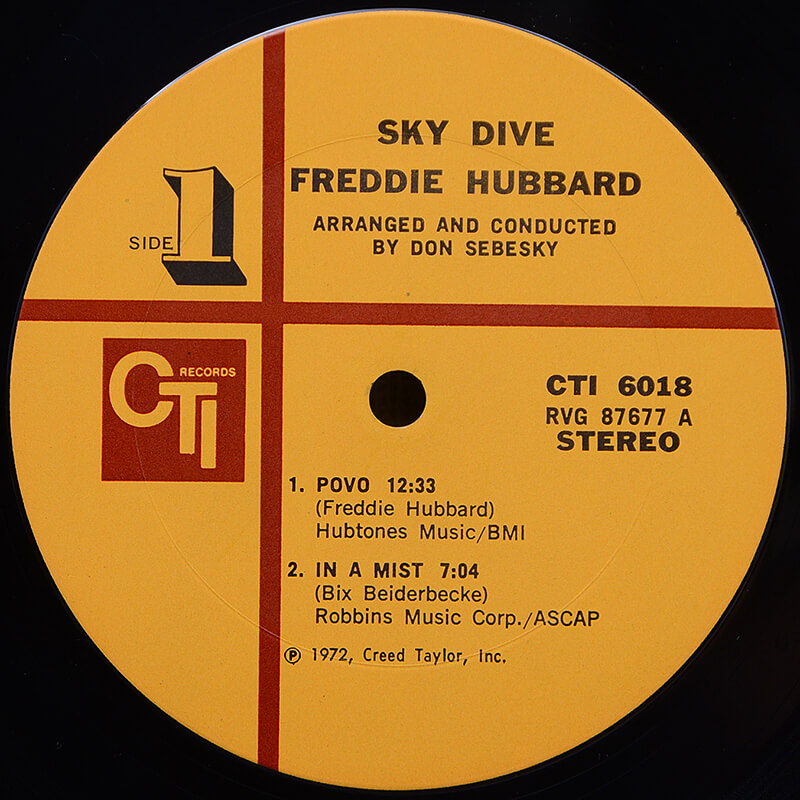 SKY DIVE
FREDDIE HUBBARD
ARRANGED AND CONDUCTED
BY DON SEBESKY
SIDE 1
CTI RECORDS
CTI 6018
RVG 87677 A
STEREO
1. POVO 12:33
(Freddie Hubbard)
Hubtones Music/BMI
2. IN A MIST 7:04
(Bix Beiderbecke)
Robbins Music Corp./ASCAP
℗ 1972, Creed Taylor, Inc.